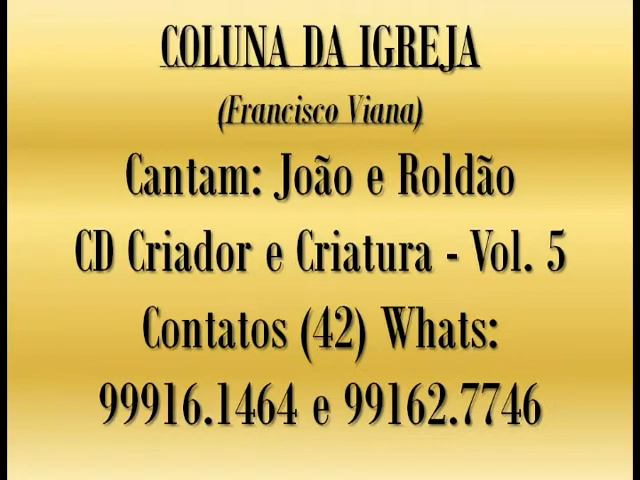 COLUNA DA IGREJA
(Francisco Viana)
Cantam: João e Roldão
CD Criador e Criatura - Vol. 5
Contatos (42) Whats:
99916.1464 e 99162.7746